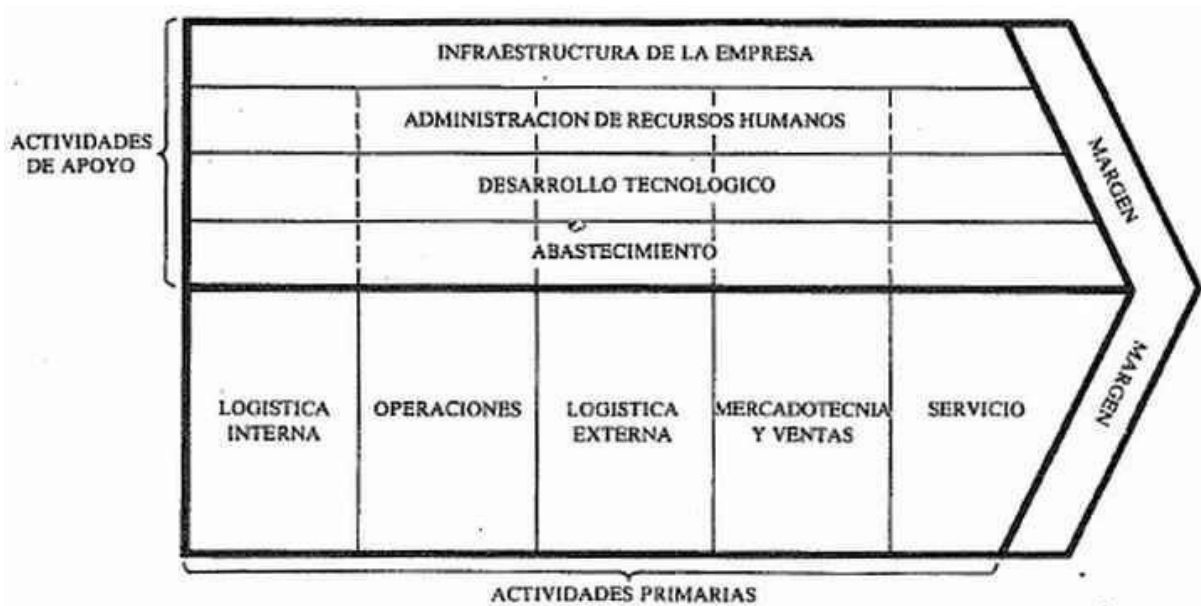 INFRAESTRUCTURA DE LA EMPRESA
ADMINISTRACION DE RECURSOS HUMANOS
ACTIVIDADES
DE APOYO
DESARROLLO TECNOLOGICO
ABASTECIMIENTO
MARGEN
LOGISTICA
INTERNA
OPERACIONES
LOGISTICA
EXTERNA
MERCADOTECNIA
Y VENTAS
SERVICIO
MARGEN
ACTIVIDADES PRIMARIAS